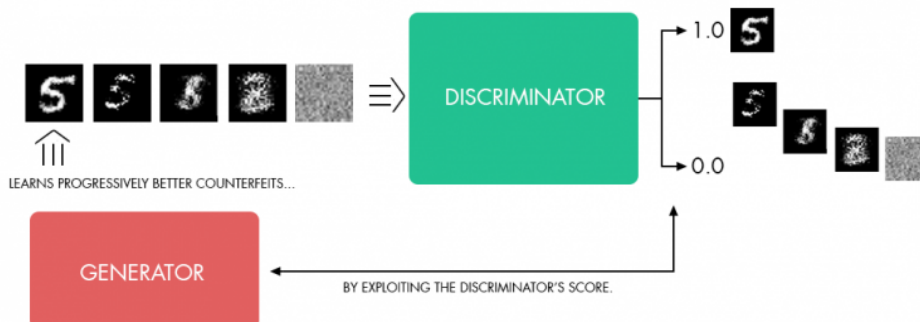 1.0
DISCRIMINATOR
0.0
LEARNS PROGRESSIVELY BETTER COUNTERFEITS...
GENERATOR
BY EXPLOITING THE DISCRIMINATOR'S SCORE.